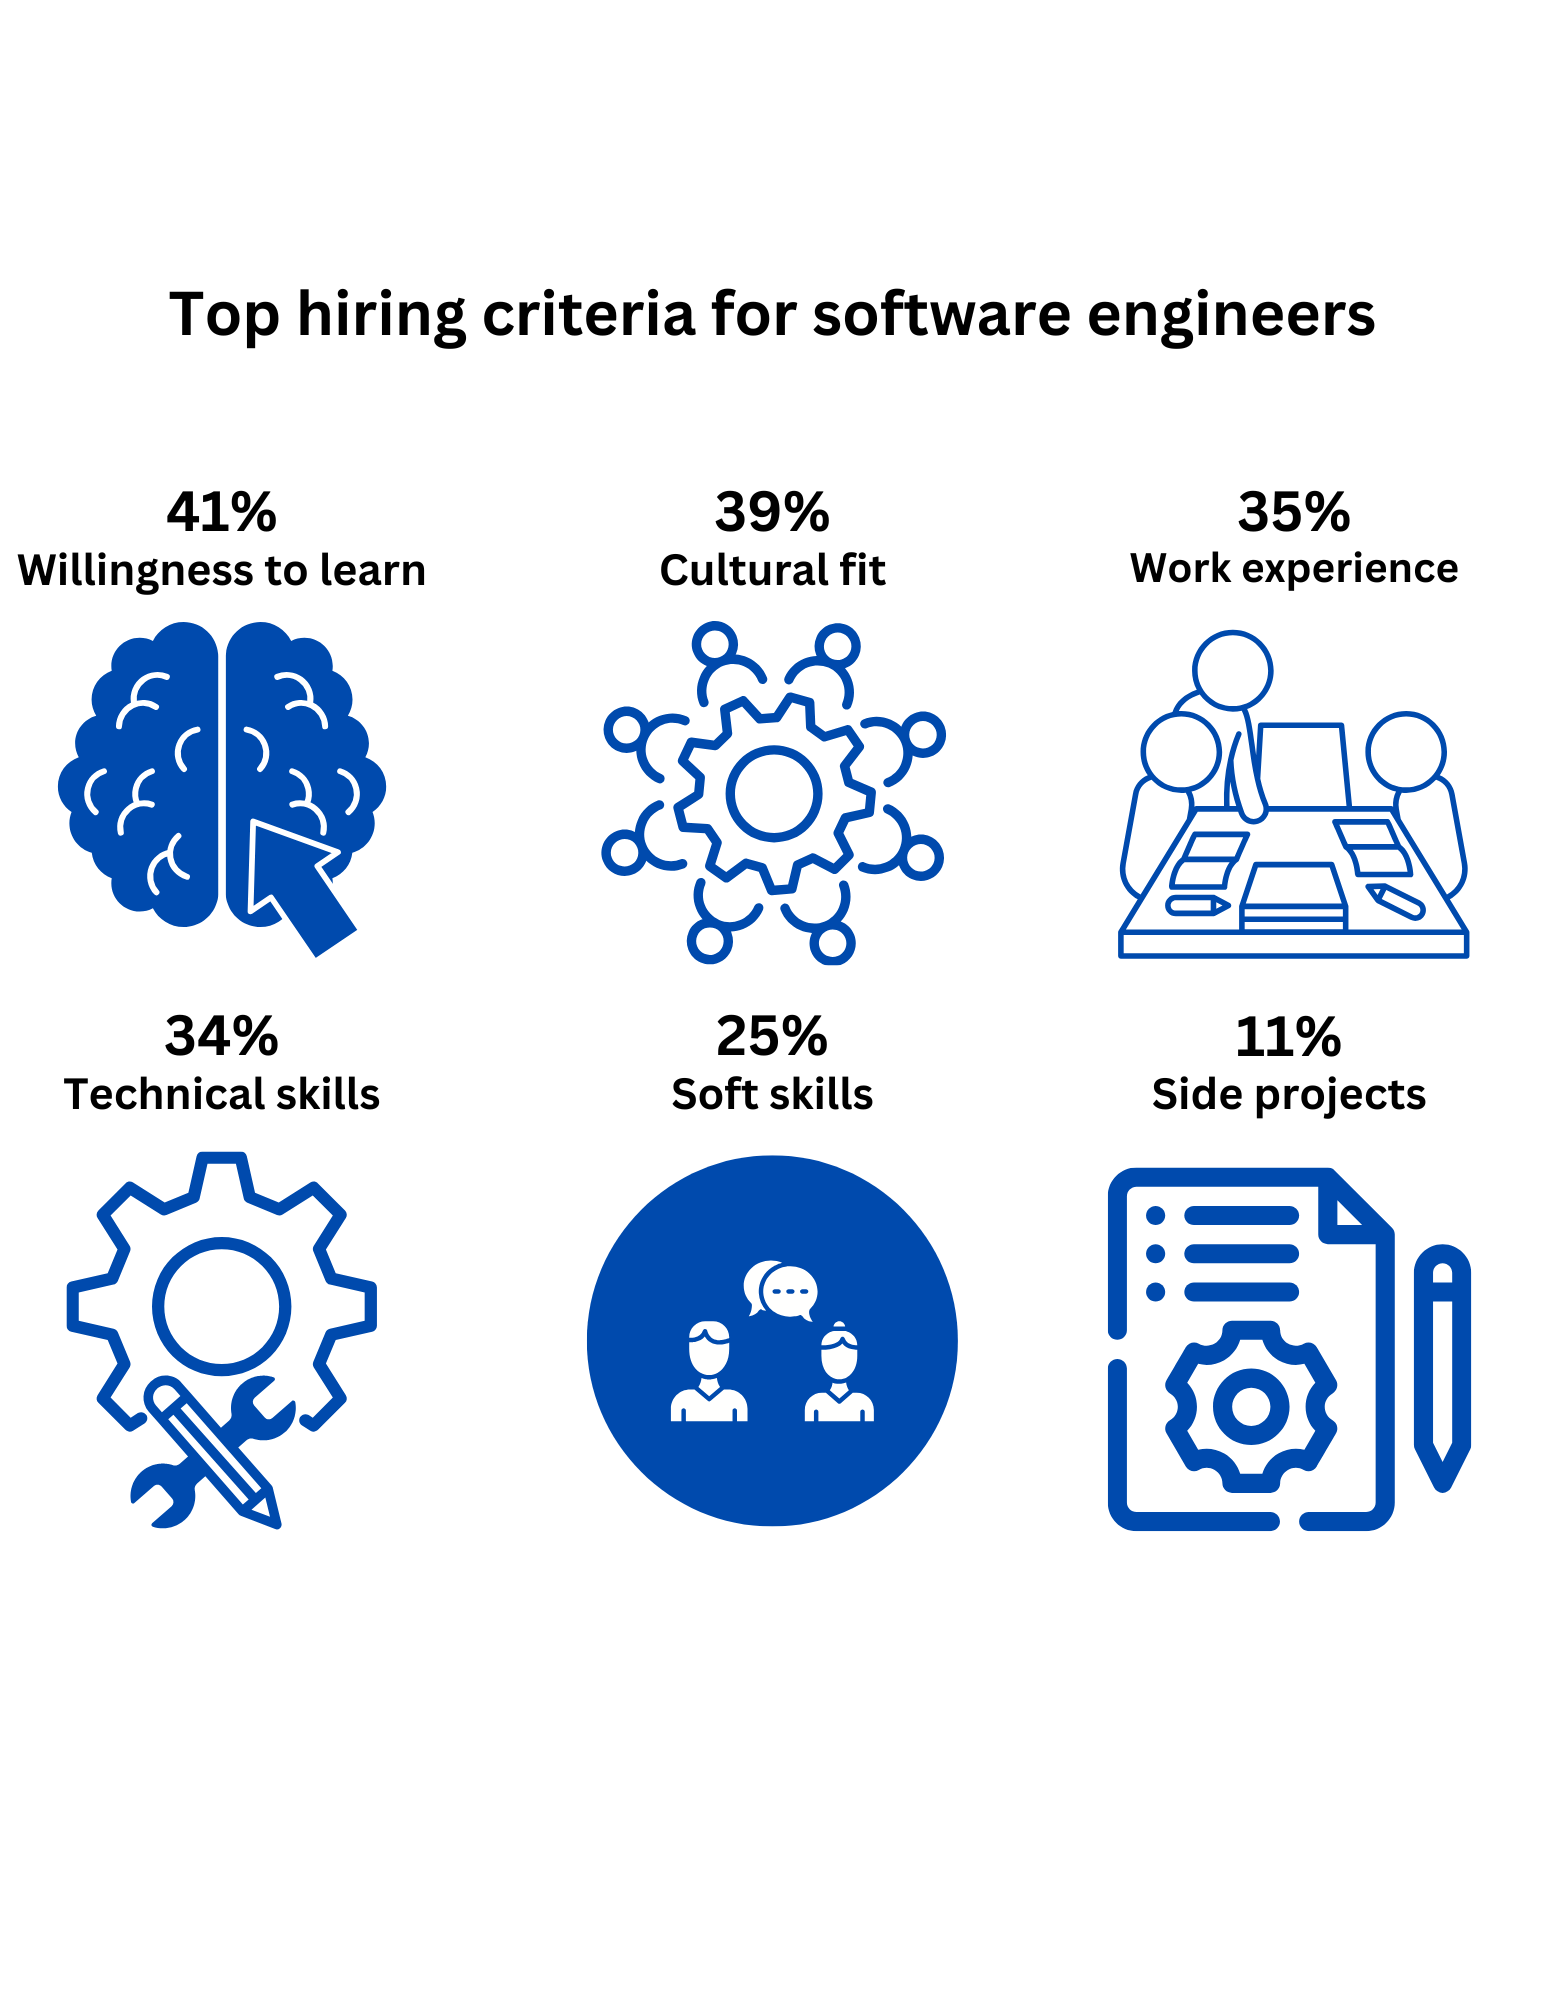 Top hiring criteria for software engineers
41%
Willingness to learn
39%
Cultural fit
35%
Work experience
34%
Technical skills
25%
Soft skills
11%
Side projects